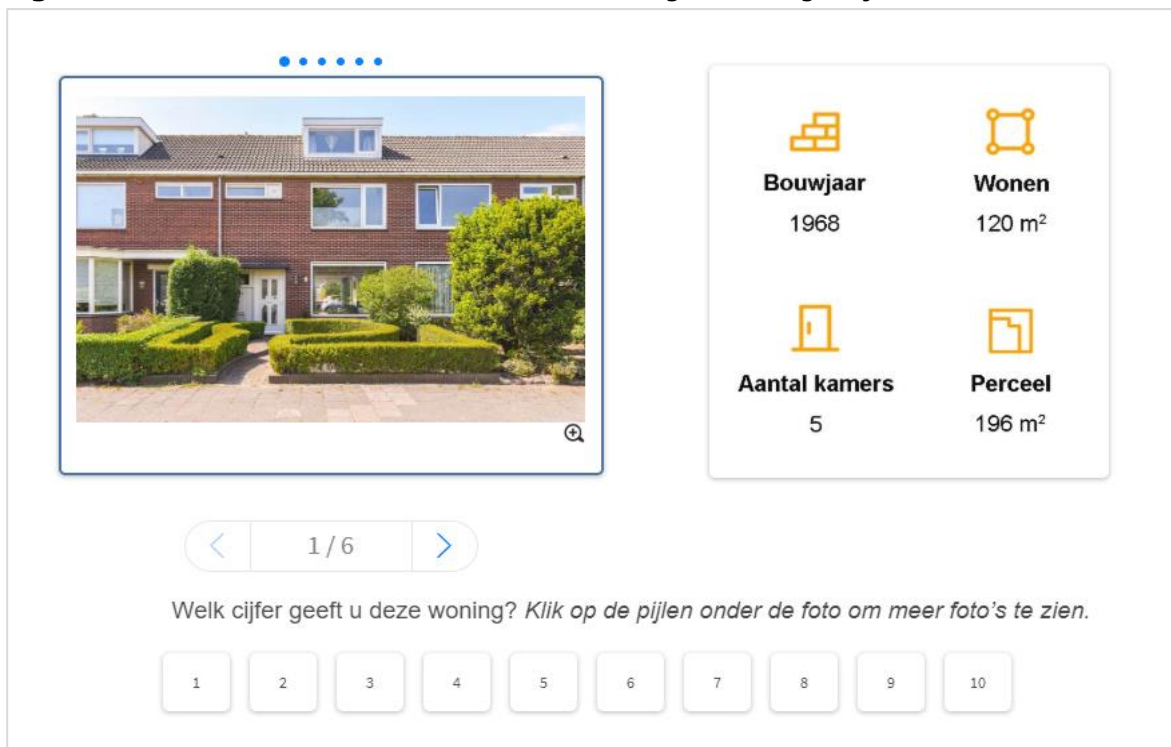 Bouwjaar
1968
Wonen
120 m²
Aantal kamers
5
Perceel
196 m²
1 / 6
Welk cijfer geeft u deze woning? Klik op de pijlen onder de foto om meer foto's te zien.
1 2 3 4 5 6 7 8 9 10